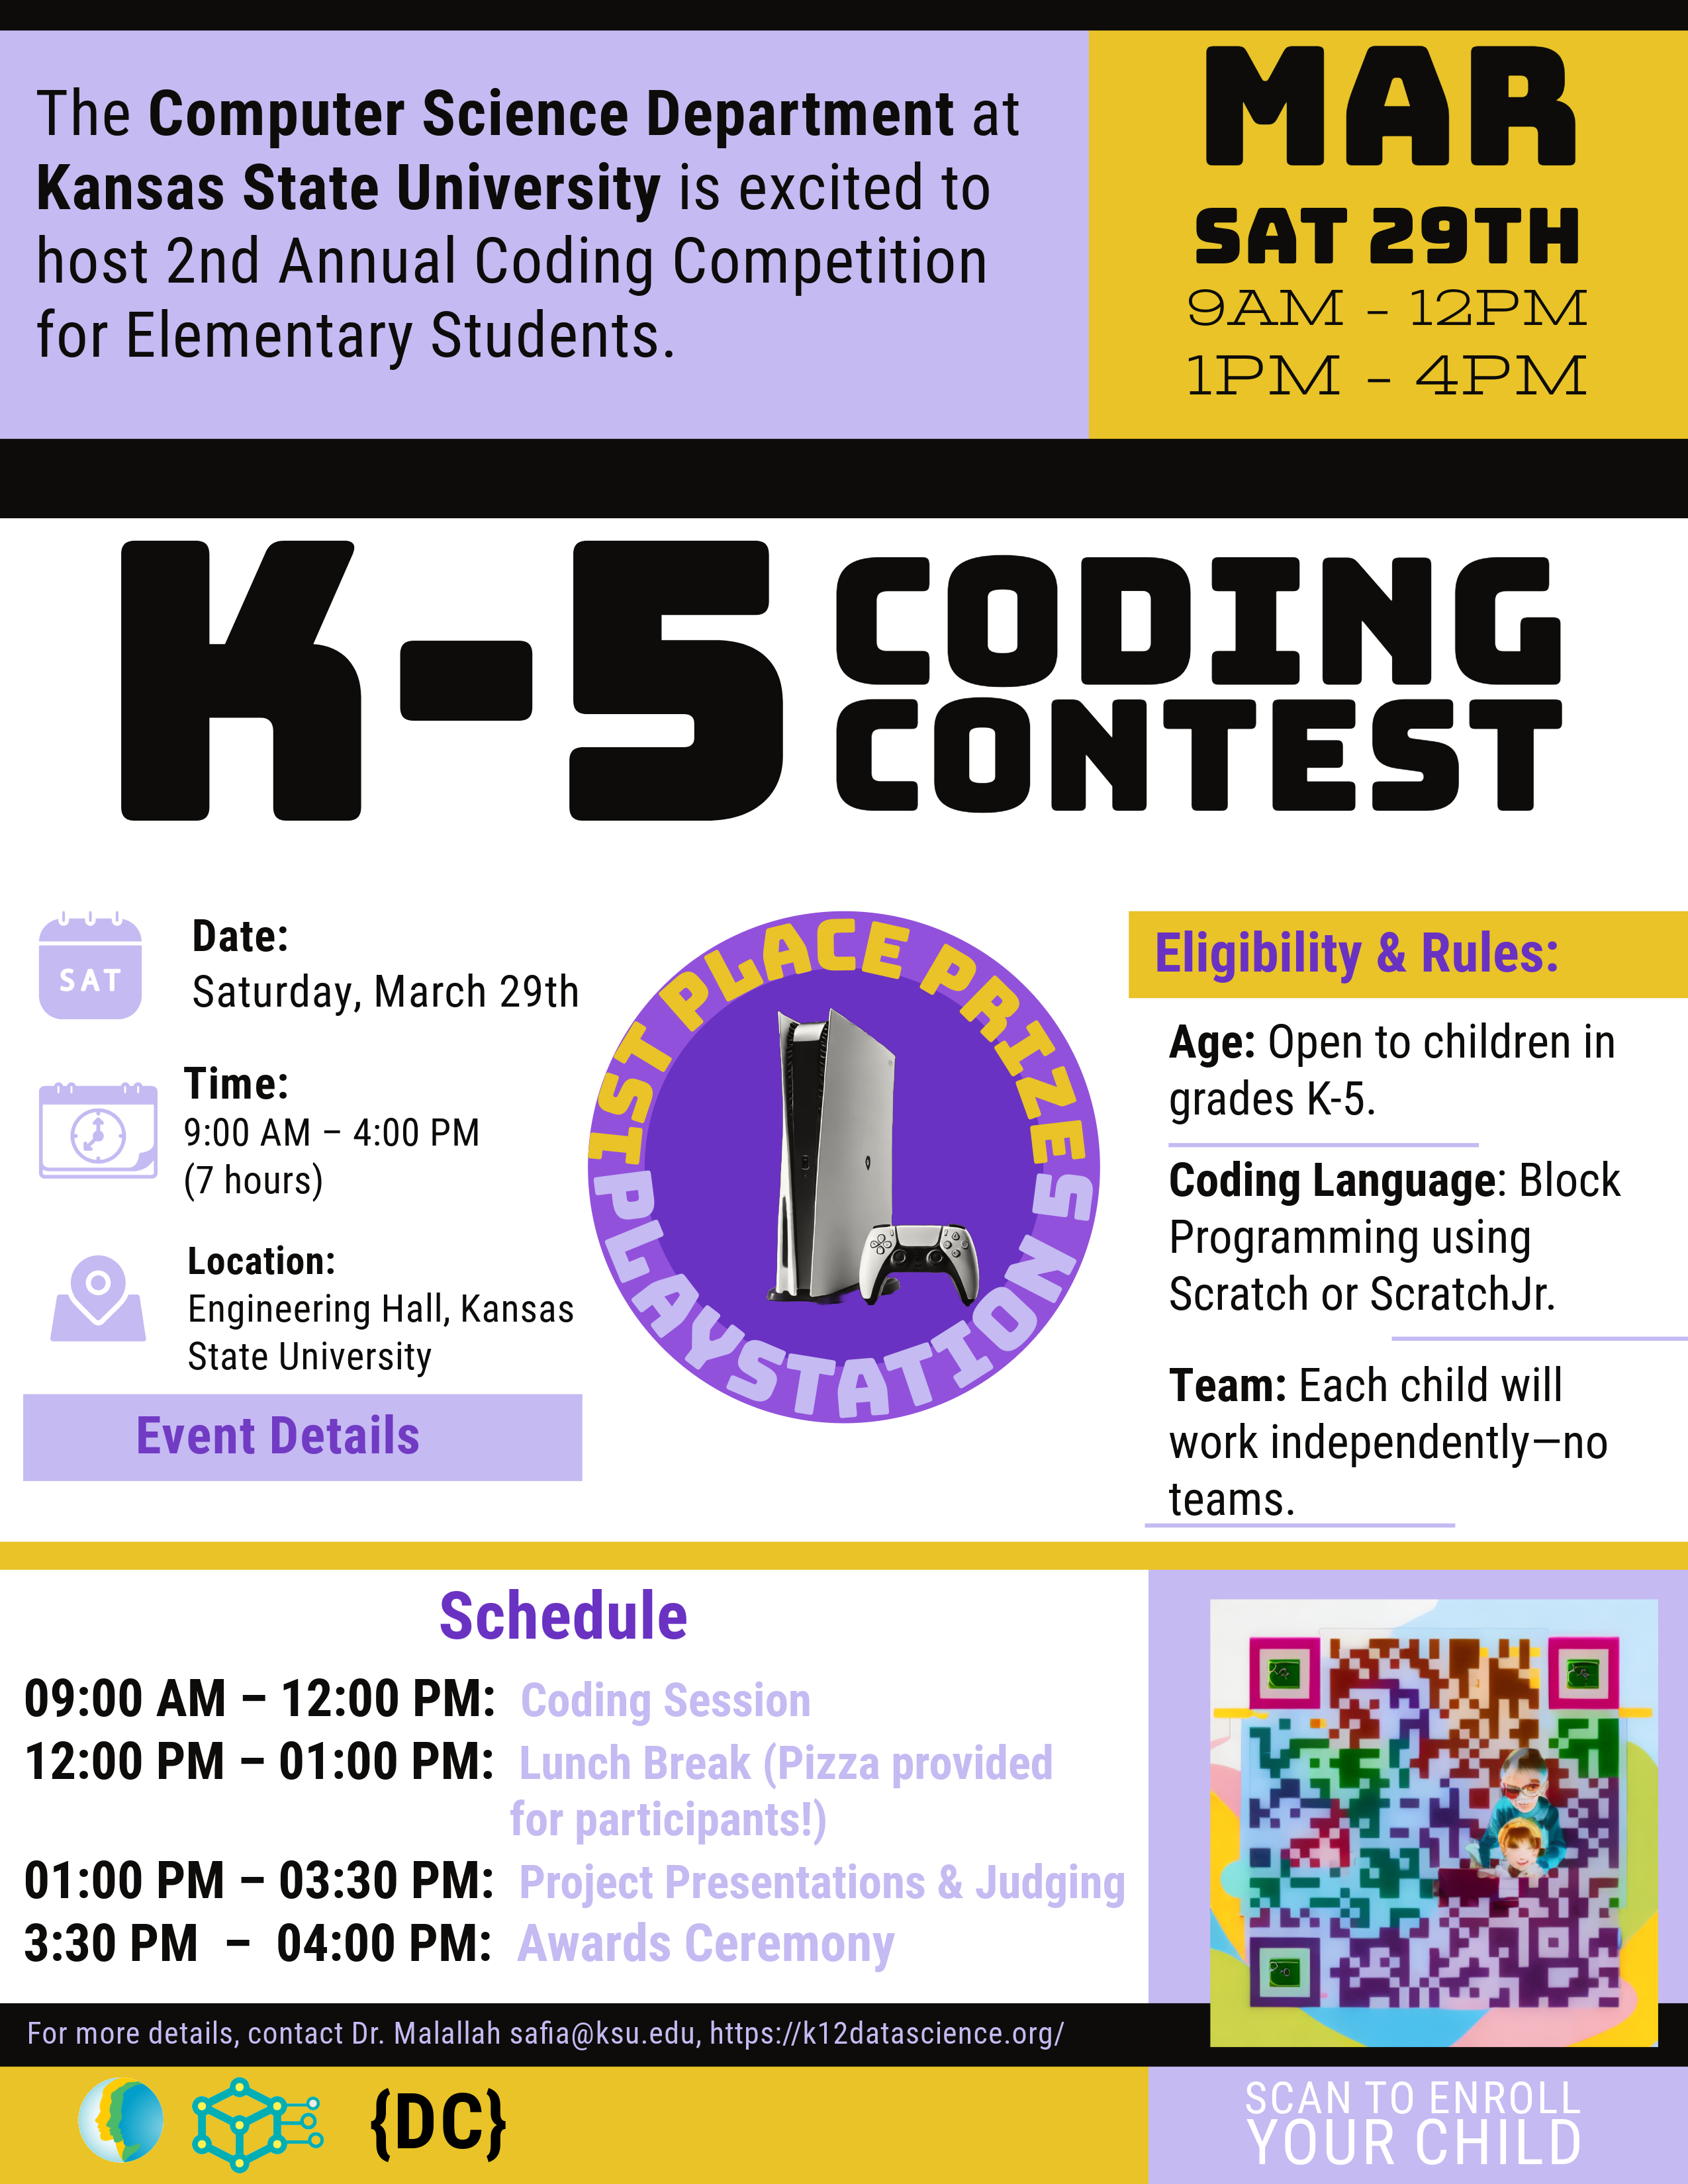 The Computer Science Department at
Kansas State University is excited to
host 2nd Annual Coding Competition
for Elementary Students.
MAR
SAT 29TH
9AM - 12PM
1PM - 4PM
K-5
CODING
CONTEST
SAT
Date:
Saturday, March 29th
Time:
9:00 AM – 4:00 PM
(7 hours)
Location:
Engineering Hall, Kansas
State University
Event Details
1ST PLACE PRIZE
PLAYSTATION 5
Eligibility & Rules:
Age: Open to children in
grades K-5.
Coding Language: Block
Programming using
Scratch or ScratchJr.
Team: Each child will
work independently—no
teams.
Schedule
09:00 AM – 12:00 PM: Coding Session
12:00 PM – 01:00 PM: Lunch Break (Pizza provided
for participants!)
01:00 PM – 03:30 PM: Project Presentations & Judging
3:30 PM – 04:00 PM: Awards Ceremony
For more details, contact Dr. Malallah safia@ksu.edu, https://k12datascience.org/
{DC}
SCAN TO ENROLL
YOUR CHILD